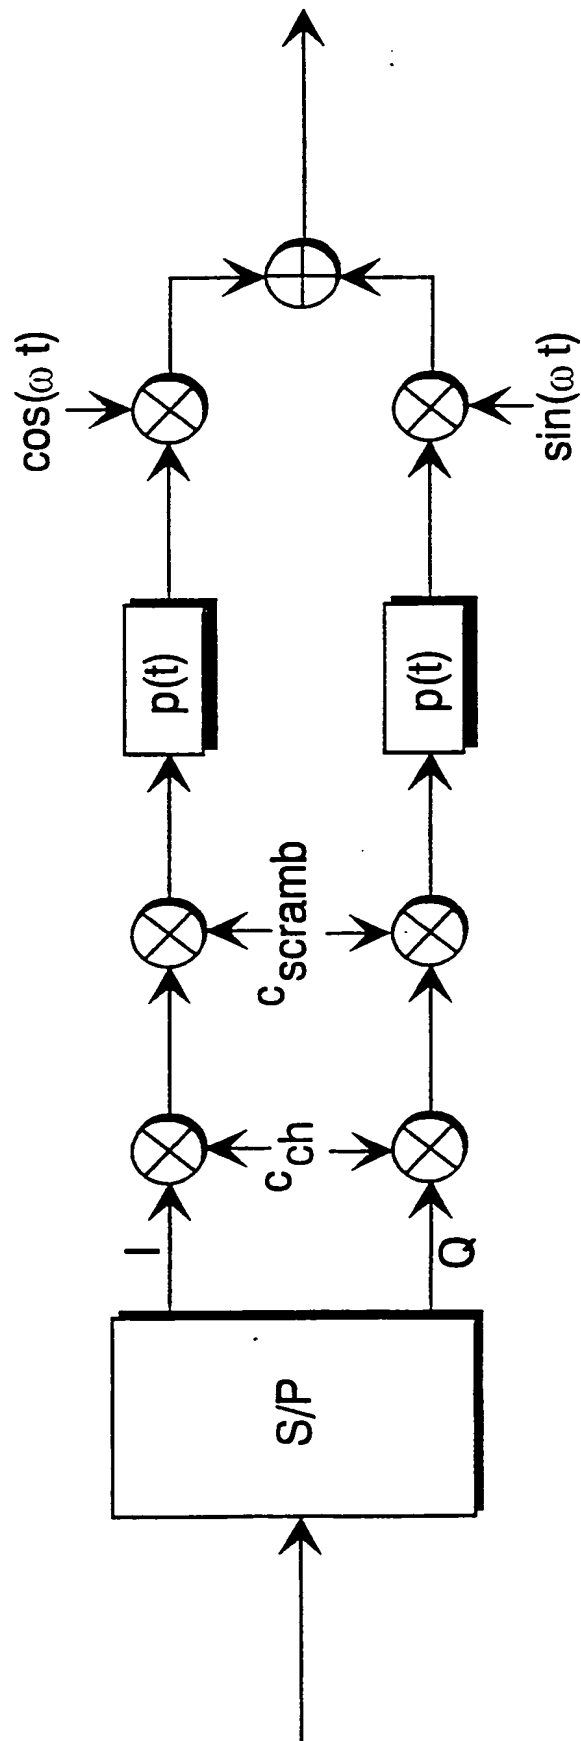 S/P
I
Q
c_ch
c_scramb
p(t)
p(t)
cos(ω t)
sin(ω t)